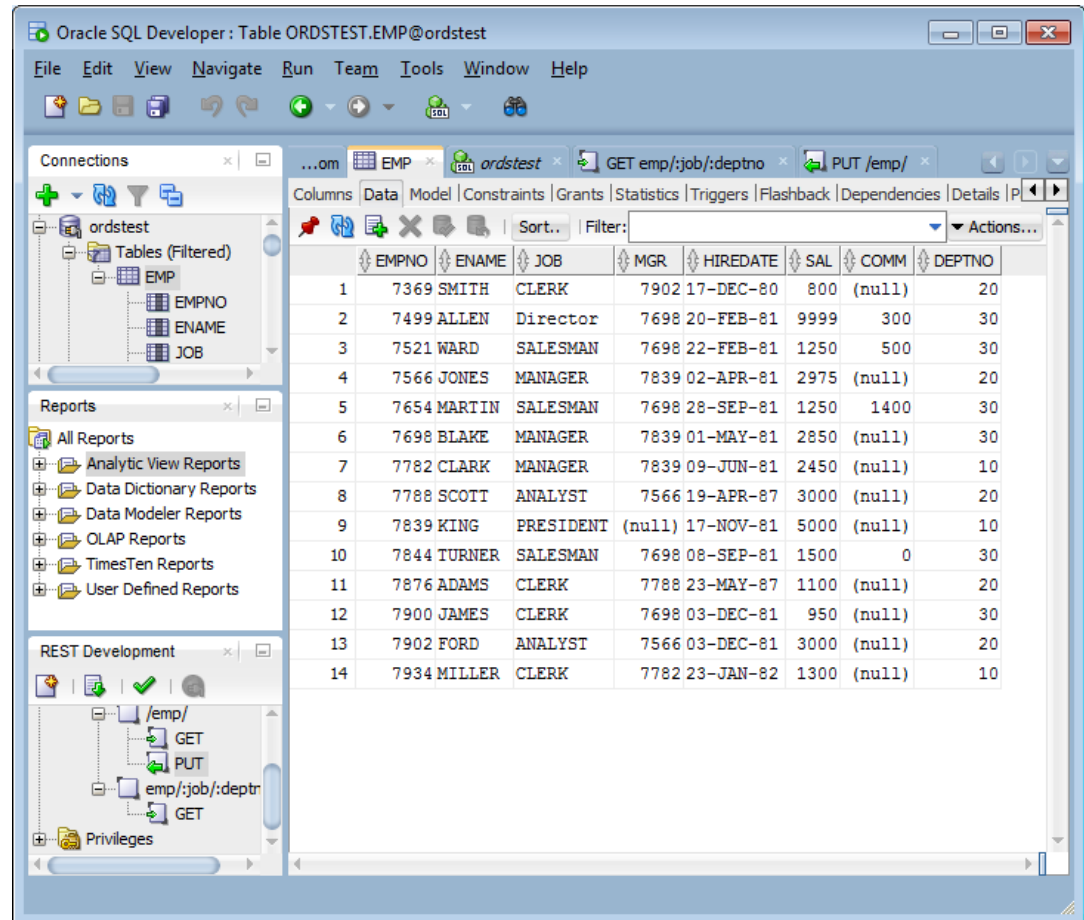 Oracle SQL Developer : Table ORDSTEST.EMP@ordstest
File Edit View Navigate Run Team Tools Window Help
SQL
Connections
ordstest
Tables (Filtered)
EMP
EMPNO
ENAME
JOB
Reports
All Reports
Analytic View Reports
Data Dictionary Reports
Data Modeler Reports
OLAP Reports
TimesTen Reports
User Defined Reports
REST Development
/emp/
GET
PUT
emp/:job/:deptn
GET
Privileges
...om EMP ordstest GET emp/:job/:deptno PUT /emp/
Columns Data Model Constraints Grants Statistics Triggers Flashback Dependencies Details P
Sort.. Filter: Actions...
EMPNO ENAME JOB MGR HIREDATE SAL COMM DEPTNO
1 7369 SMITH CLERK 7902 17-DEC-80 800 (null) 20
2 7499 ALLEN Director 7698 20-FEB-81 9999 300 30
3 7521 WARD SALESMAN 7698 22-FEB-81 1250 500 30
4 7566 JONES MANAGER 7839 02-APR-81 2975 (null) 20
5 7654 MARTIN SALESMAN 7698 28-SEP-81 1250 1400 30
6 7698 BLAKE MANAGER 7839 01-MAY-81 2850 (null) 30
7 7782 CLARK MANAGER 7839 09-JUN-81 2450 (null) 10
8 7788 SCOTT ANALYST 7566 19-APR-87 3000 (null) 20
9 7839 KING PRESIDENT (null) 17-NOV-81 5000 (null) 10
10 7844 TURNER SALESMAN 7698 08-SEP-81 1500 0 30
11 7876 ADAMS CLERK 7788 23-MAY-87 1100 (null) 20
12 7900 JAMES CLERK 7698 03-DEC-81 950 (null) 30
13 7902 FORD ANALYST 7566 03-DEC-81 3000 (null) 20
14 7934 MILLER CLERK 7782 23-JAN-82 1300 (null) 10